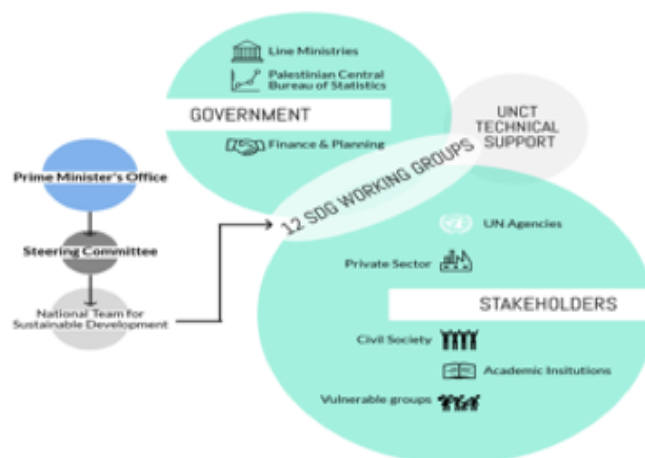 Line Ministries
Palestinian Central
Bureau of Statistics
GOVERNMENT
Finance & Planning
UNCT
TECHNICAL
SUPPORT
Prime Minister's Office
Steering Committee
National Team for
Sustainable Development
12 SDG WORKING GROUPS
UN Agencies
Private Sector
STAKEHOLDERS
Civil Society
Academic Insitutions
Vulnerable groups